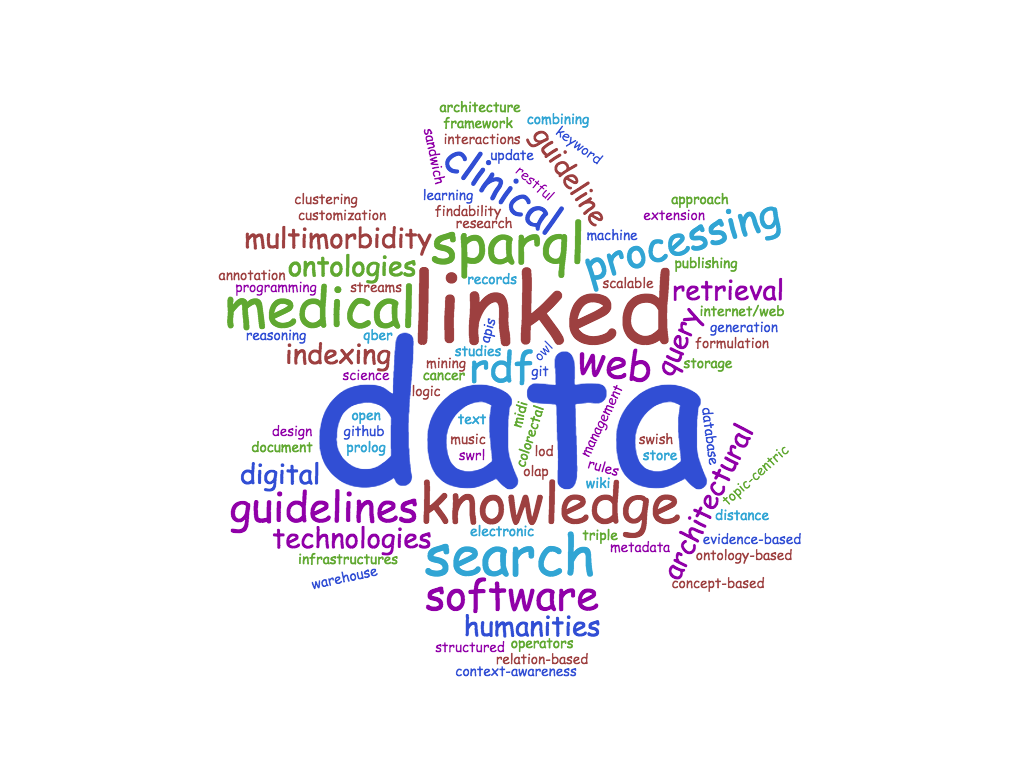 architecture
framework
combining
interactions
keyword
sandwich
update
guideline
clinical
restful
learning
findability
research
clustering
customization
approach
extension
processing
multimorbidity
sparql
machine
ontologies
publishing
annotation
programming
streams
records
scalable
retrieval
medical
linked
internet/web
generation
reasoning
qber
apis
query
formulation
indexing
studies
owl
web
storage
mining
rdf
git
science
cancer
logic
data
open
text
midi
management
github
design
document
prolog
music
swrl
colorectal
lod
olap
rules
swish
store
database
architectural
topic-centric
digital
wiki
guidelines
knowledge
distance
technologies
electronic
triple
metadata
evidence-based
infrastructures
search
ontology-based
warehouse
concept-based
software
humanities
structured
operators
relation-based
context-awareness